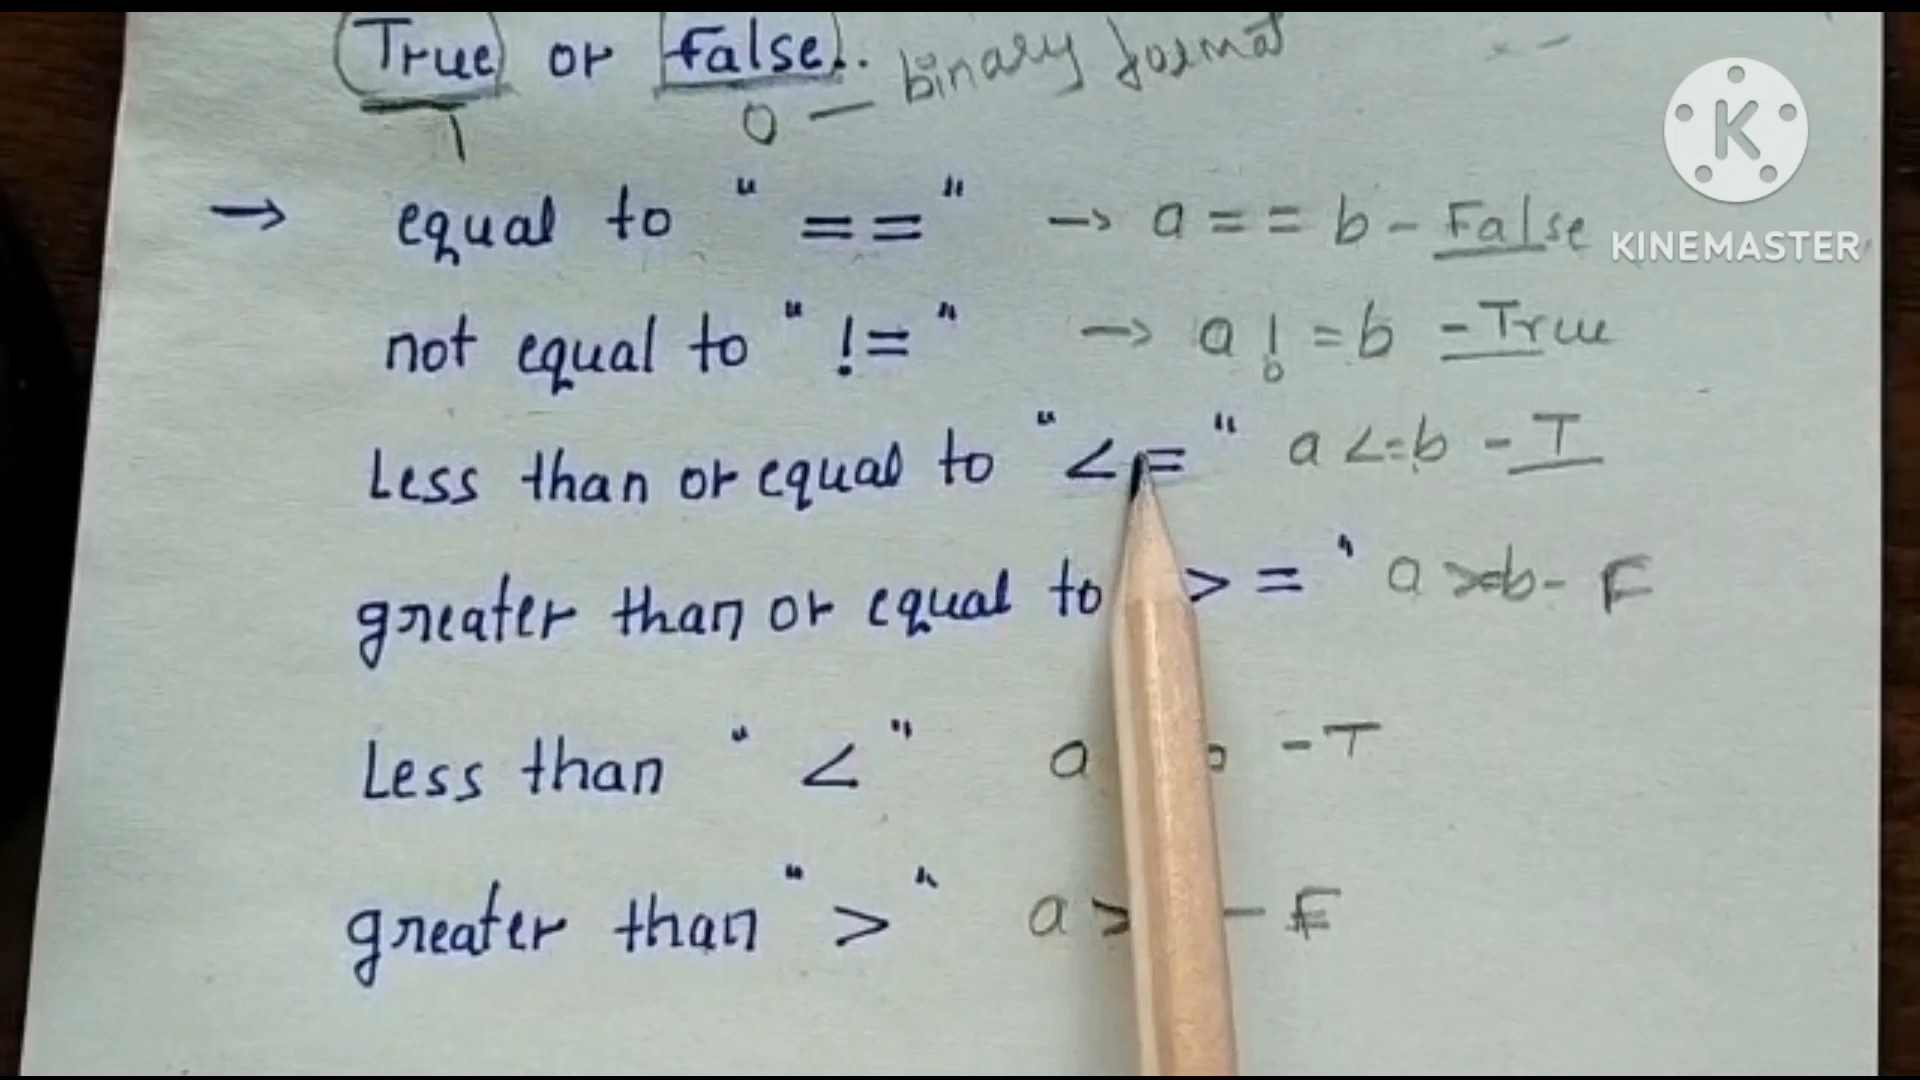 True or False.
1 0 — binary format
→ equal to " == " → a == b - False
not equal to " != " → a != b - True
Less than or equal to " <= " a <= b - T
greater than or equal to >= " a >= b - F
Less than " < " a - T
greater than " > " a > - F
K
KINEMASTER